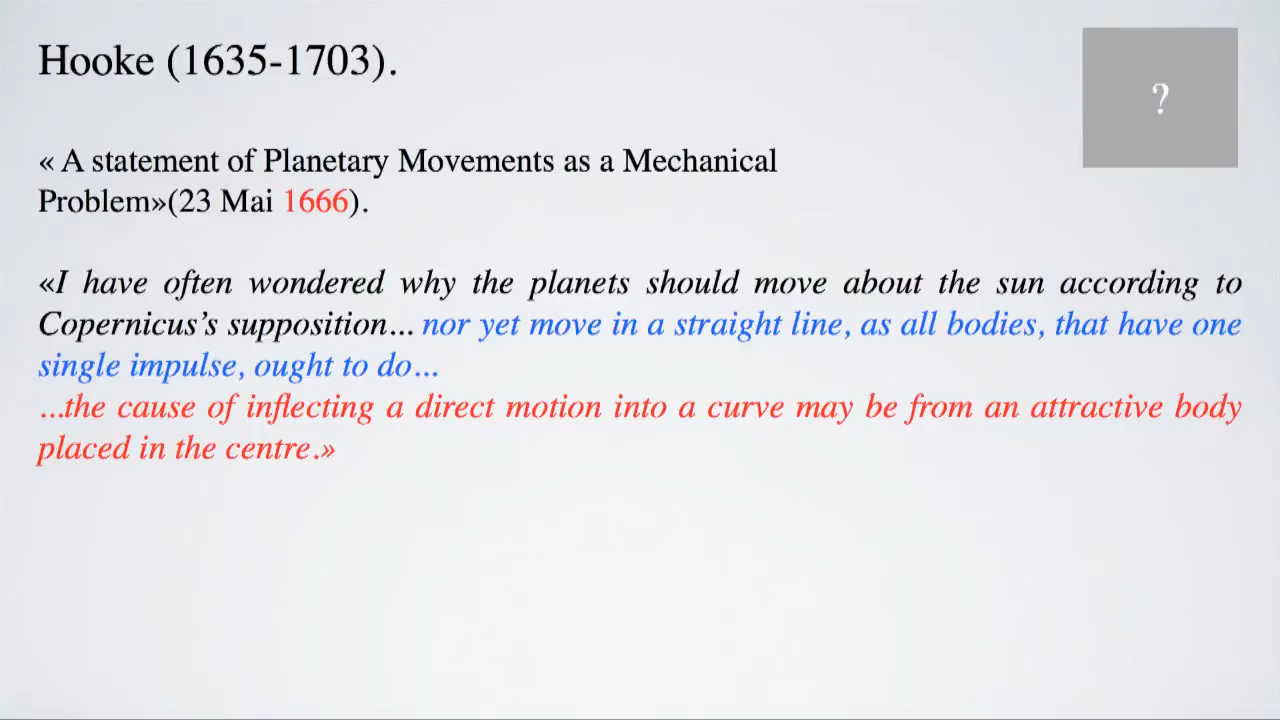 Hooke (1635-1703).
?
« A statement of Planetary Movements as a Mechanical
Problem»(23 Mai 1666).
«I have often wondered why the planets should move about the sun according to
Copernicus's supposition... nor yet move in a straight line, as all bodies, that have one
single impulse, ought to do...
...the cause of inflecting a direct motion into a curve may be from an attractive body
placed in the centre.»